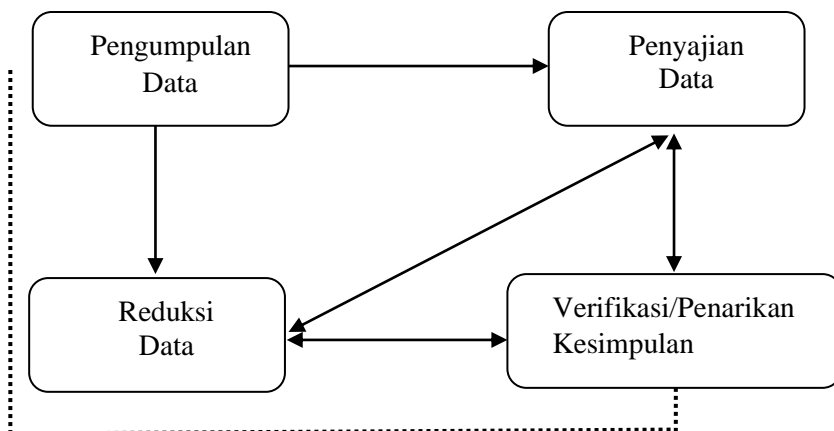 Pengumpulan
Data
Penyajian
Data
Reduksi
Data
Verifikasi/Penarikan
Kesimpulan